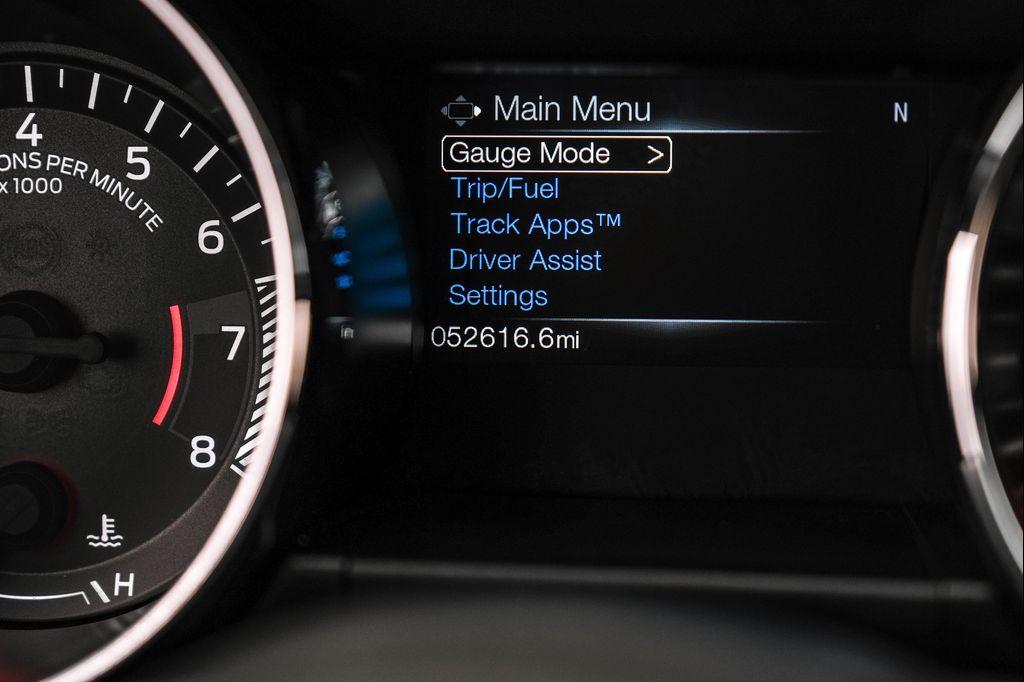 4
5
6
7
8
ONS PER MINUTE
x 1000
H
Main Menu
N
Gauge Mode >
Trip/Fuel
Track Apps™
Driver Assist
Settings
052616.6mi